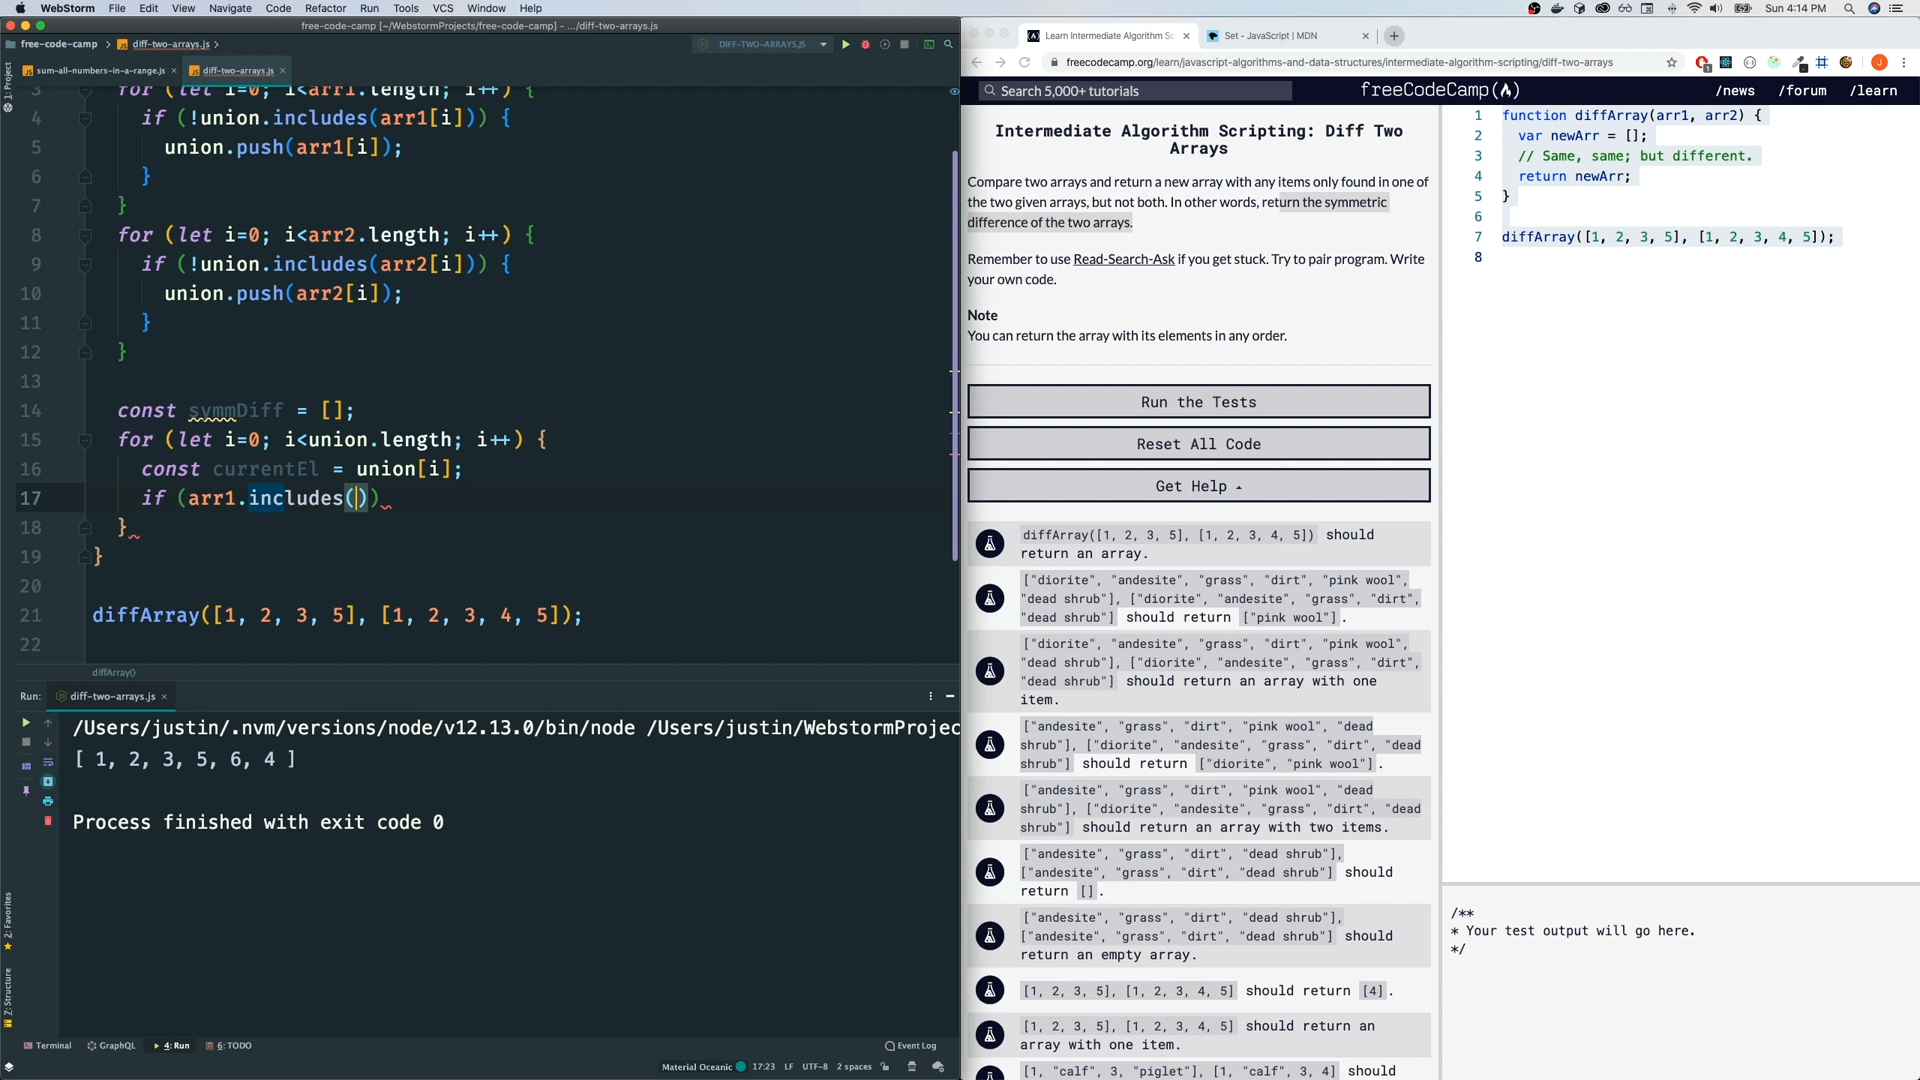 WebStorm File Edit View Navigate Code Refactor Run Tools VCS Window Help
Sun 4:14 PM
free-code-camp [~/WebstormProjects/free-code-camp] - .../diff-two-arrays.js
free-code-camp
diff-two-arrays.js
DIFF-TWO-ARRAYS.JS
sum-all-numbers-in-a-range.js
diff-two-arrays.js
1: Project
3 for (let i=0; i<arr1.length; i++) {
4 if (!union.includes(arr1[i])) {
5 union.push(arr1[i]);
6 }
7 }
8 for (let i=0; i<arr2.length; i++) {
9 if (!union.includes(arr2[i])) {
10 union.push(arr2[i]);
11 }
12 }
13
14 const symmDiff = [];
15 for (let i=0; i<union.length; i++) {
16 const currentEl = union[i];
17 if (arr1.includes())
18 }
19 }
20
21 diffArray([1, 2, 3, 5], [1, 2, 3, 4, 5]);
22
diffArray()
Run: diff-two-arrays.js
/Users/justin/.nvm/versions/node/v12.13.0/bin/node /Users/justin/WebstormProjec
[ 1, 2, 3, 5, 6, 4 ]
Process finished with exit code 0
2: Favorites
Z: Structure
Terminal GraphQL 4: Run 6: TODO
Event Log
Material Oceanic 17:23 LF UTF-8 2 spaces
Learn Intermediate Algorithm Sc
Set - JavaScript | MDN
freecodecamp.org/learn/javascript-algorithms-and-data-structures/intermediate-algorithm-scripting/diff-two-arrays
Search 5,000+ tutorials
freeCodeCamp
/news /forum /learn
Intermediate Algorithm Scripting: Diff Two
Arrays
Compare two arrays and return a new array with any items only found in one of
the two given arrays, but not both. In other words, return the symmetric
difference of the two arrays.
Remember to use Read-Search-Ask if you get stuck. Try to pair program. Write
your own code.
Note
You can return the array with its elements in any order.
Run the Tests
Reset All Code
Get Help
diffArray([1, 2, 3, 5], [1, 2, 3, 4, 5]) should
return an array.
["diorite", "andesite", "grass", "dirt", "pink wool",
"dead shrub"], ["diorite", "andesite", "grass", "dirt",
"dead shrub"] should return ["pink wool"].
["diorite", "andesite", "grass", "dirt", "pink wool",
"dead shrub"], ["diorite", "andesite", "grass", "dirt",
"dead shrub"] should return an array with one
item.
["andesite", "grass", "dirt", "pink wool", "dead
shrub"], ["diorite", "andesite", "grass", "dirt", "dead
shrub"] should return ["diorite", "pink wool"].
["andesite", "grass", "dirt", "pink wool", "dead
shrub"], ["diorite", "andesite", "grass", "dirt", "dead
shrub"] should return an array with two items.
["andesite", "grass", "dirt", "dead shrub"],
["andesite", "grass", "dirt", "dead shrub"] should
return [].
["andesite", "grass", "dirt", "dead shrub"],
["andesite", "grass", "dirt", "dead shrub"] should
return an empty array.
[1, 2, 3, 5], [1, 2, 3, 4, 5] should return [4].
[1, 2, 3, 5], [1, 2, 3, 4, 5] should return an
array with one item.
[1, "calf", 3, "piglet"], [1, "calf", 3, 4] should
1 function diffArray(arr1, arr2) {
2 var newArr = [];
3 // Same, same; but different.
4 return newArr;
5 }
6
7 diffArray([1, 2, 3, 5], [1, 2, 3, 4, 5]);
8
/**
* Your test output will go here.
*/